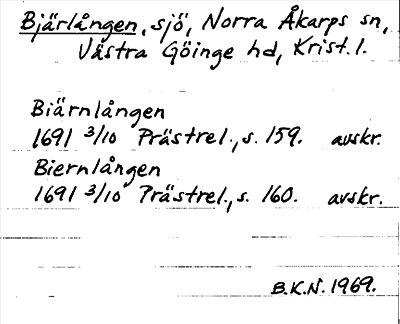 Bjärlången, sjö, Norra Åkarps sn,
Västra Göinge hd, Krist. l.
Biärnlången
1691 3/10 Prästrel., s. 159. avskr.
Biernlången
1691 3/10 Prästrel., s. 160. avskr.
B.K.N. 1969.